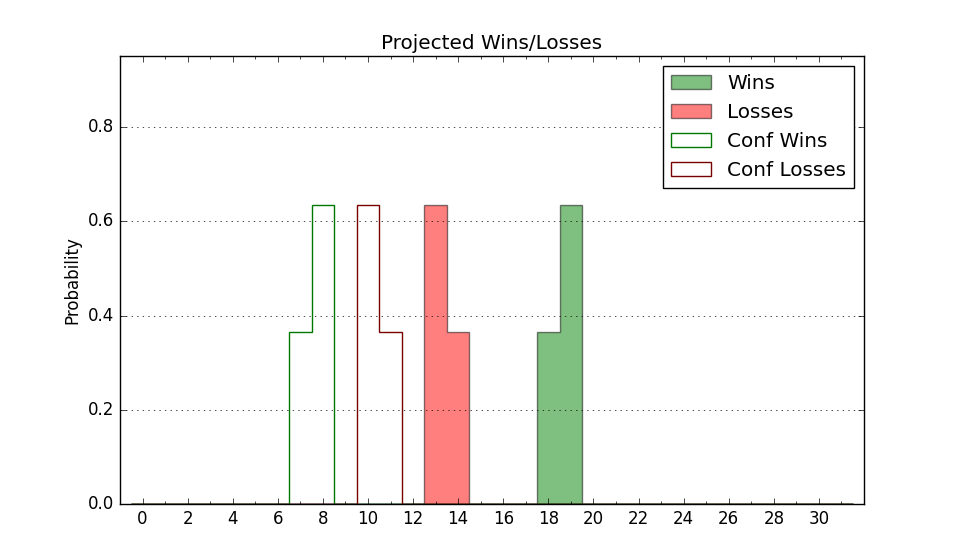 Projected Wins/Losses
Wins
Losses
Conf Wins
Conf Losses
Probability
0.8
0.6
0.4
0.2
0.0
0 2 4 6 8 10 12 14 16 18 20 22 24 26 28 30